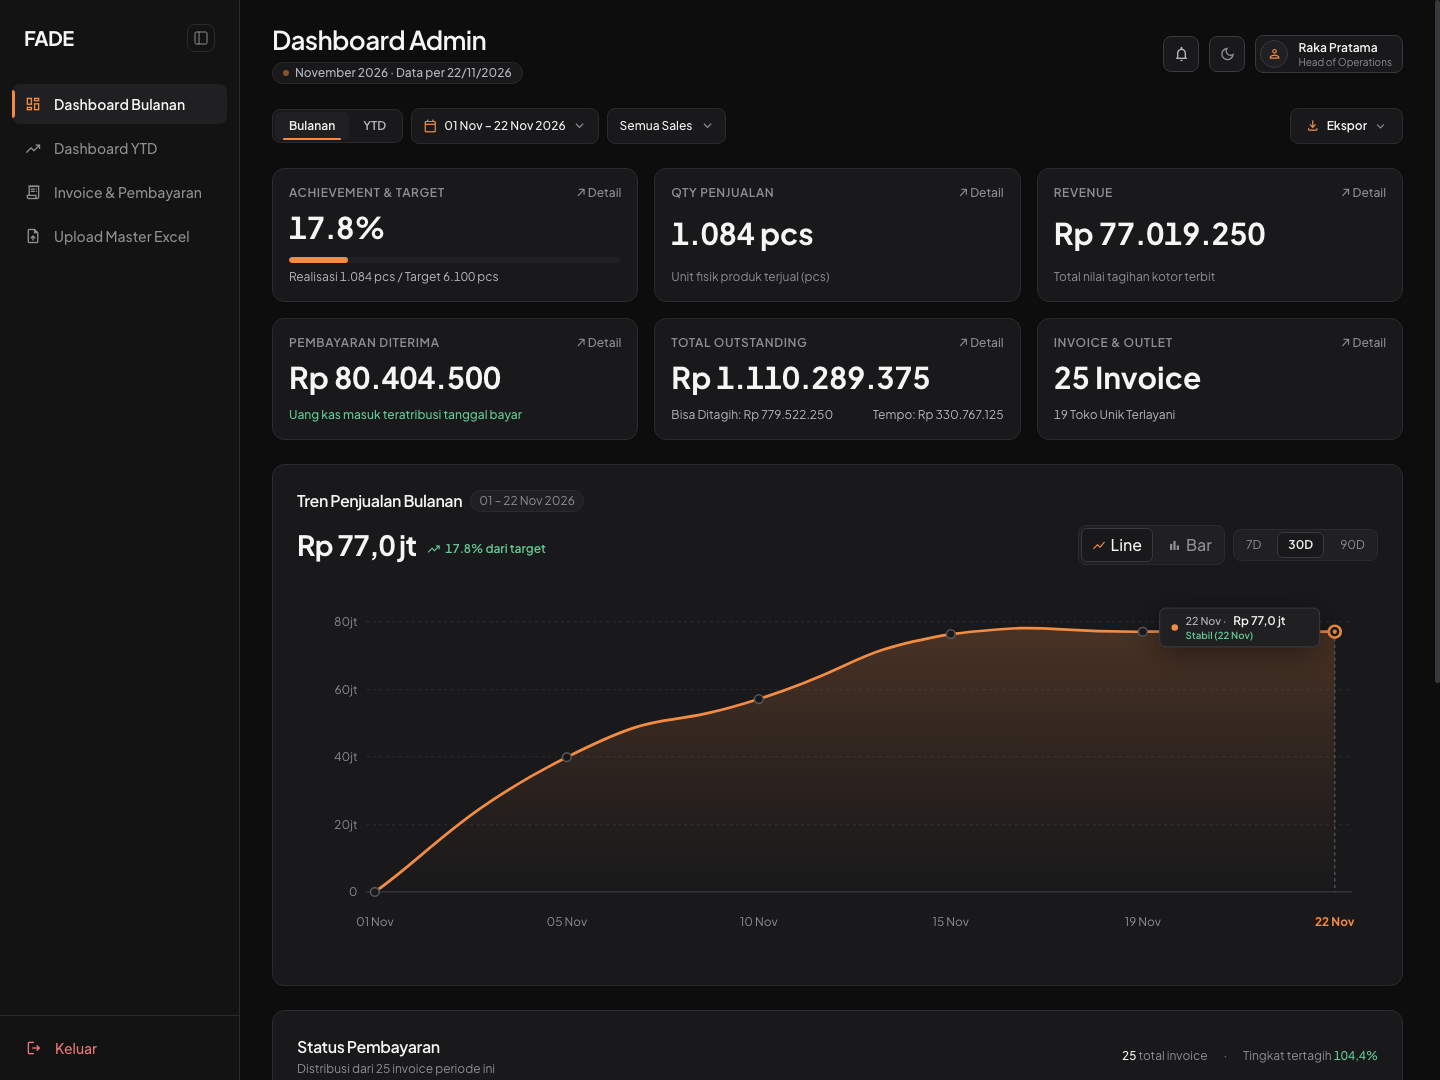 FADE
Dashboard Bulanan
Dashboard YTD
Invoice & Pembayaran
Upload Master Excel
Keluar
Dashboard Admin
November 2026 · Data per 22/11/2026
Raka Pratama
Head of Operations
Bulanan YTD 01 Nov – 22 Nov 2026 Semua Sales Ekspor
ACHIEVEMENT & TARGET Detail
17.8%
Realisasi 1.084 pcs / Target 6.100 pcs
QTY PENJUALAN Detail
1.084 pcs
Unit fisik produk terjual (pcs)
REVENUE Detail
Rp 77.019.250
Total nilai tagihan kotor terbit
PEMBAYARAN DITERIMA Detail
Rp 80.404.500
Uang kas masuk teratribusi tanggal bayar
TOTAL OUTSTANDING Detail
Rp 1.110.289.375
Bisa Ditagih: Rp 779.522.250 Tempo: Rp 330.767.125
INVOICE & OUTLET Detail
25 Invoice
19 Toko Unik Terlayani
Tren Penjualan Bulanan 01 – 22 Nov 2026
Rp 77,0 jt 17.8% dari target
Line Bar 7D 30D 90D
80jt
60jt
40jt
20jt
0
22 Nov · Rp 77,0 jt
Stabil (22 Nov)
01 Nov 05 Nov 10 Nov 15 Nov 19 Nov 22 Nov
Status Pembayaran
Distribusi dari 25 invoice periode ini
25 total invoice · Tingkat tertagih 104,4%